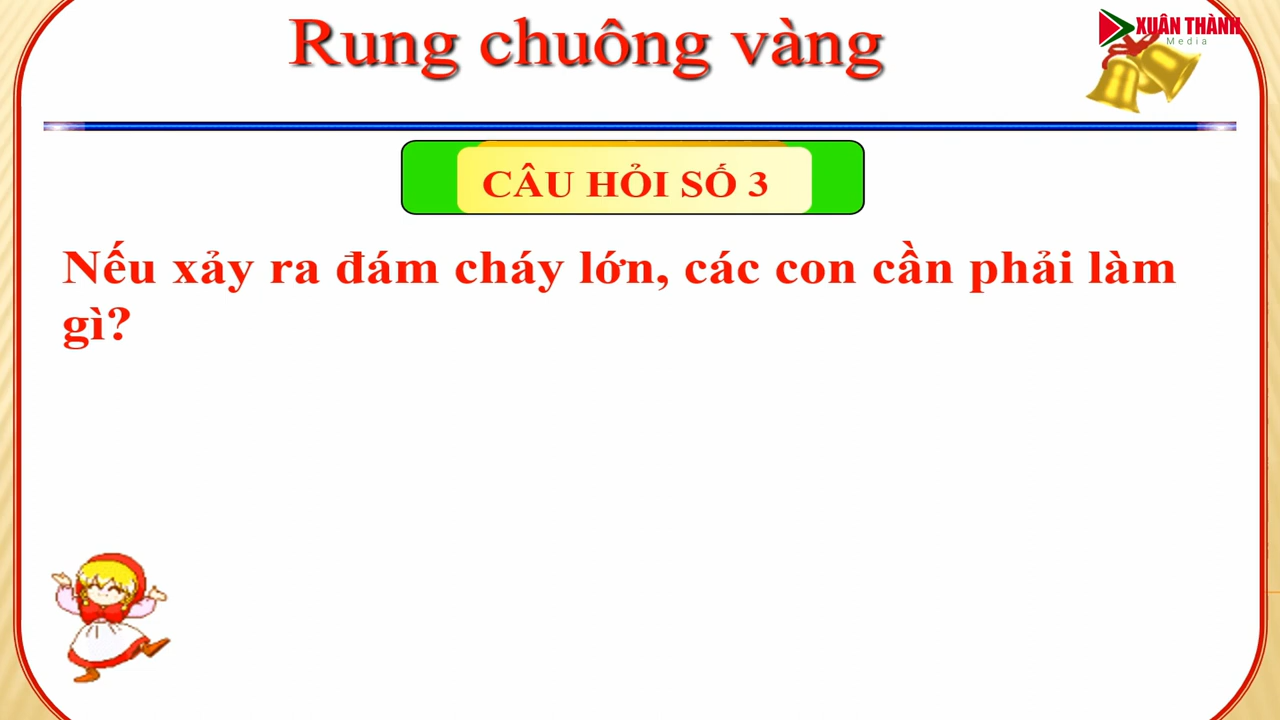 Rung chuông vàng
XUÂN THÀNH
Media
CÂU HỎI SỐ 3
Nếu xảy ra đám cháy lớn, các con cần phải làm
gì?